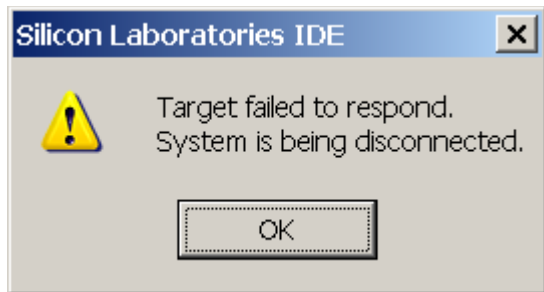 Silicon Laboratories IDE
Target failed to respond.
System is being disconnected.
OK